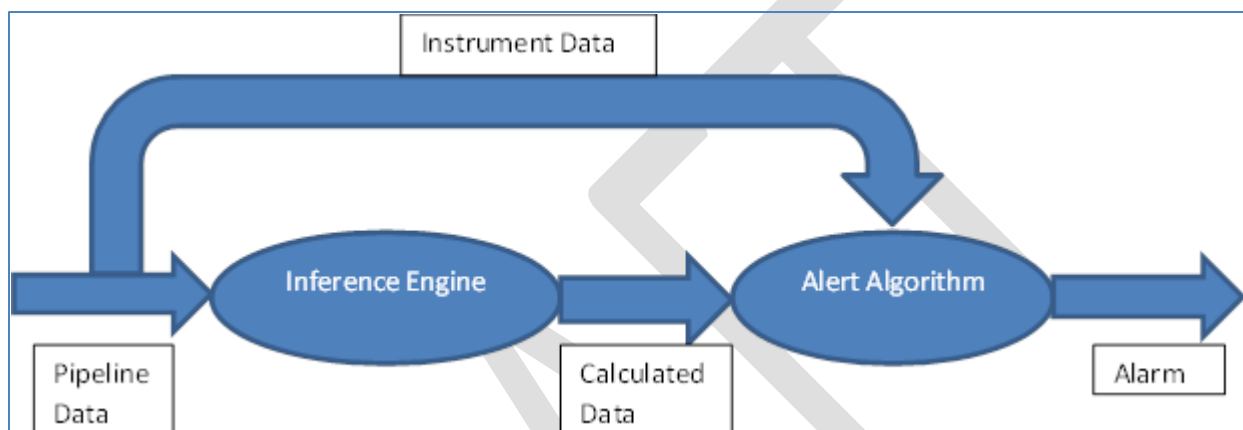 Instrument Data
Inference Engine
Alert Algorithm
Pipeline
Data
Calculated
Data
Alarm